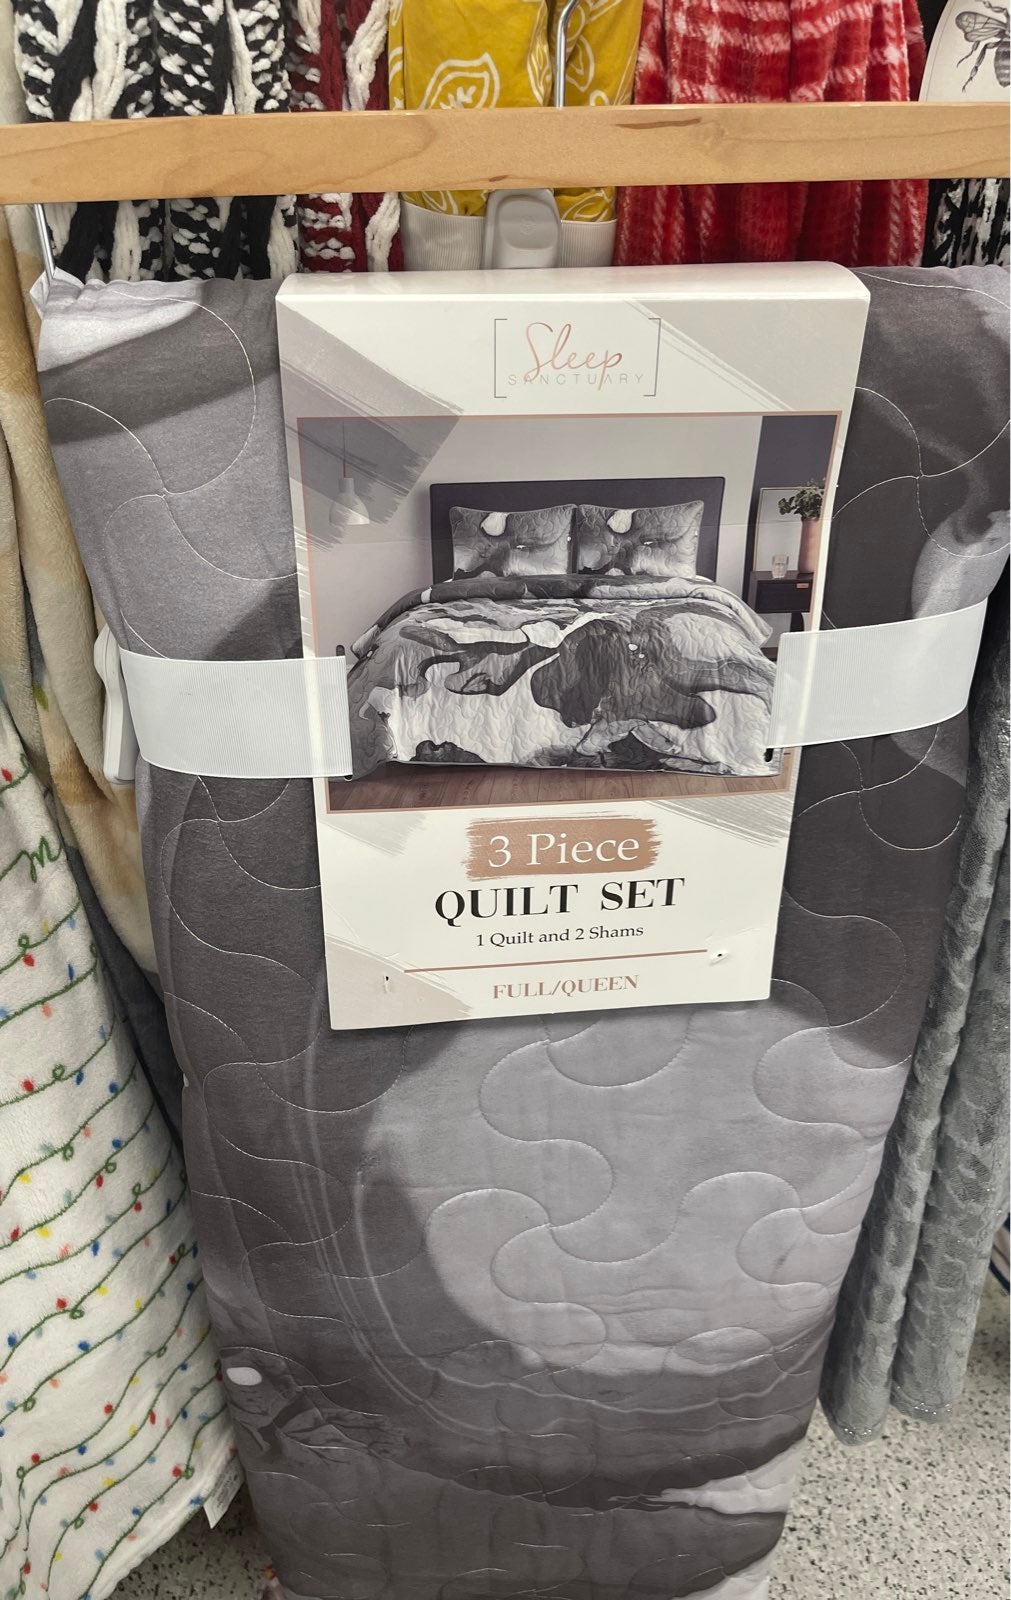 Sleep
SANCTUARY
3 Piece
QUILT SET
1 Quilt and 2 Shams
FULL/QUEEN